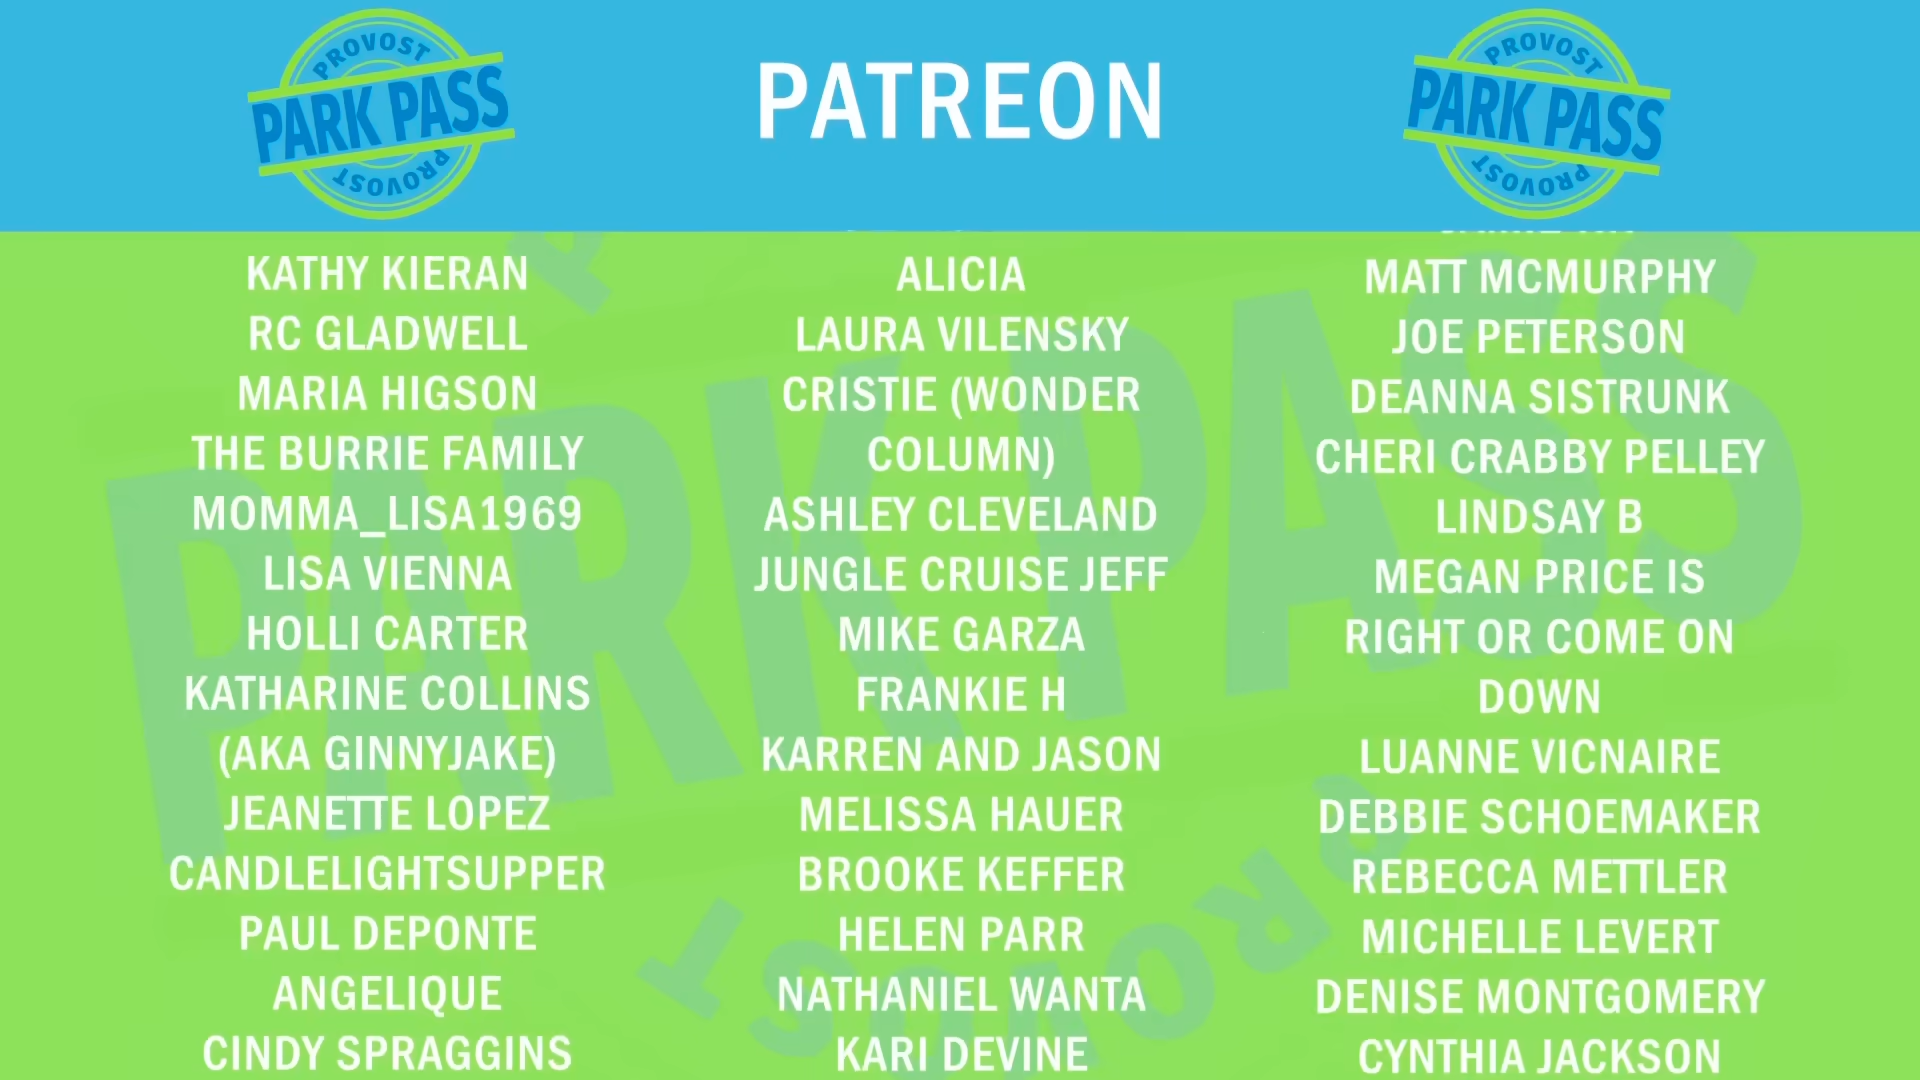 PROVOST
PARK PASS
PROVOST
PATREON
PROVOST
PARK PASS
PROVOST
KATHY KIERAN
RC GLADWELL
MARIA HIGSON
THE BURRIE FAMILY
MOMMA_LISA1969
LISA VIENNA
HOLLI CARTER
KATHARINE COLLINS
(AKA GINNYJAKE)
JEANETTE LOPEZ
CANDLELIGHTSUPPER
PAUL DEPONTE
ANGELIQUE
CINDY SPRAGGINS
ALICIA
LAURA VILENSKY
CRISTIE (WONDER
COLUMN)
ASHLEY CLEVELAND
JUNGLE CRUISE JEFF
MIKE GARZA
FRANKIE H
KARREN AND JASON
MELISSA HAUER
BROOKE KEFFER
HELEN PARR
NATHANIEL WANTA
KARI DEVINE
MATT MCMURPHY
JOE PETERSON
DEANNA SISTRUNK
CHERI CRABBY PELLEY
LINDSAY B
MEGAN PRICE IS
RIGHT OR COME ON
DOWN
LUANNE VICNAIRE
DEBBIE SCHOEMAKER
REBECCA METTLER
MICHELLE LEVERT
DENISE MONTGOMERY
CYNTHIA JACKSON
PARK PASS
PROVOST